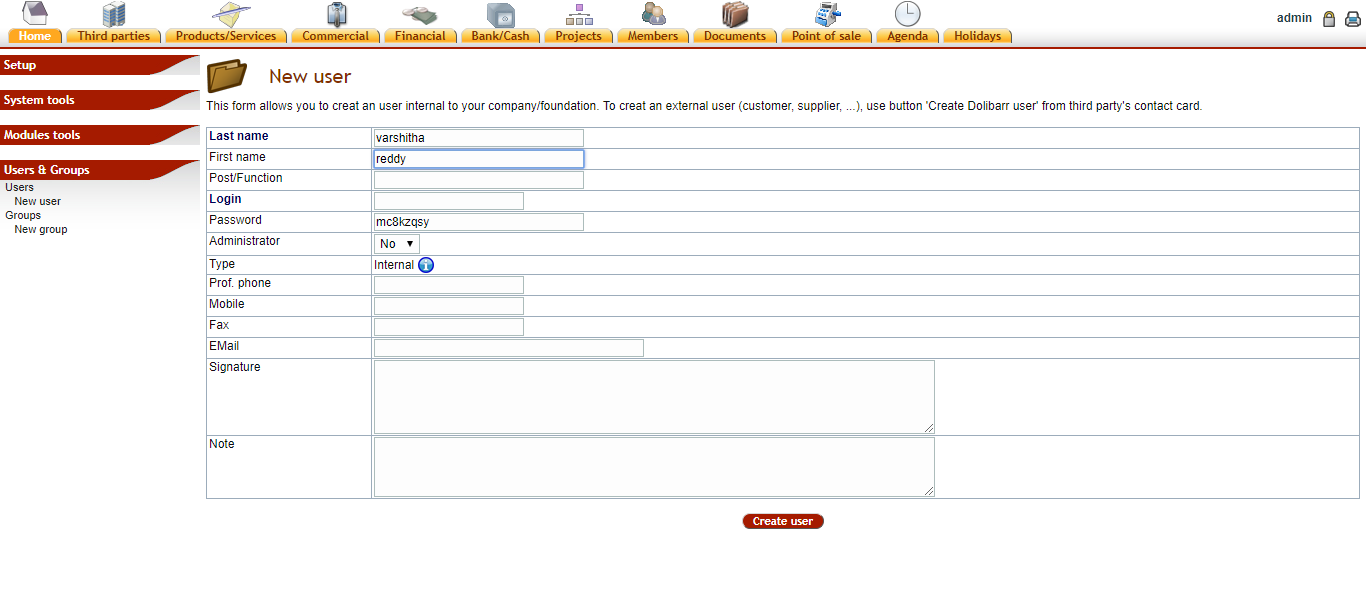 admin
Home Third parties Products/Services Commercial Financial Bank/Cash Projects Members Documents Point of sale Agenda Holidays
Setup
System tools
Modules tools
Users & Groups
Users
New user
Groups
New group
New user
This form allows you to creat an user internal to your company/foundation. To creat an external user (customer, supplier, ...), use button 'Create Dolibarr user' from third party's contact card.
Last name varshitha
First name reddy
Post/Function
Login
Password mc8kzqsy
Administrator No
Type Internal
Prof. phone
Mobile
Fax
EMail
Signature
Note
Create user